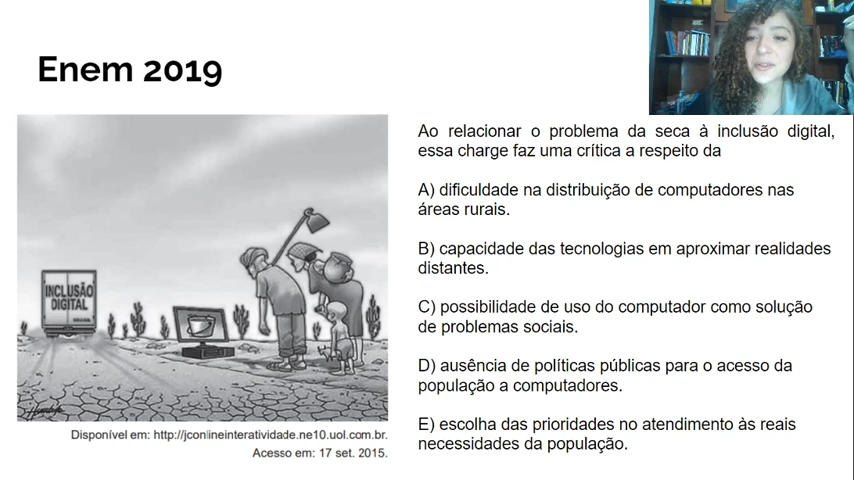 Enem 2019
INCLUSÃO
DIGITAL
Disponível em: http://jconlineinteratividade.ne10.uol.com.br.
Acesso em: 17 set. 2015.
Ao relacionar o problema da seca à inclusão digital,
essa charge faz uma crítica a respeito da
A) dificuldade na distribuição de computadores nas
áreas rurais.
B) capacidade das tecnologias em aproximar realidades
distantes.
C) possibilidade de uso do computador como solução
de problemas sociais.
D) ausência de políticas públicas para o acesso da
população a computadores.
E) escolha das prioridades no atendimento às reais
necessidades da população.